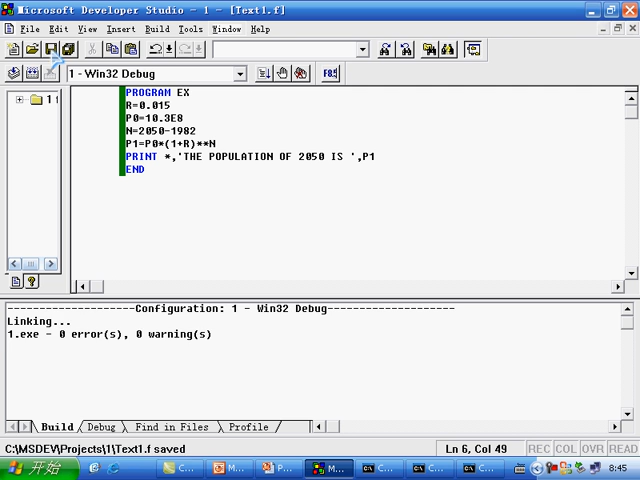 Microsoft Developer Studio - 1 - [Text1.f]
File Edit View Insert Build Tools Window Help
1 - Win32 Debug
1 f
PROGRAM EX
R=0.015
P0=10.3E8
N=2050-1982
P1=P0*(1+R)**N
PRINT *,'THE POPULATION OF 2050 IS ',P1
END
--------------------Configuration: 1 - Win32 Debug--------------------
Linking...
1.exe - 0 error(s), 0 warning(s)
Build Debug Find in Files Profile
C:\MSDEV\Projects\1\Text1.f saved
Ln 6, Col 49
REC COL OVR READ
开始 C... M... P... M... C... C... C... 8:45